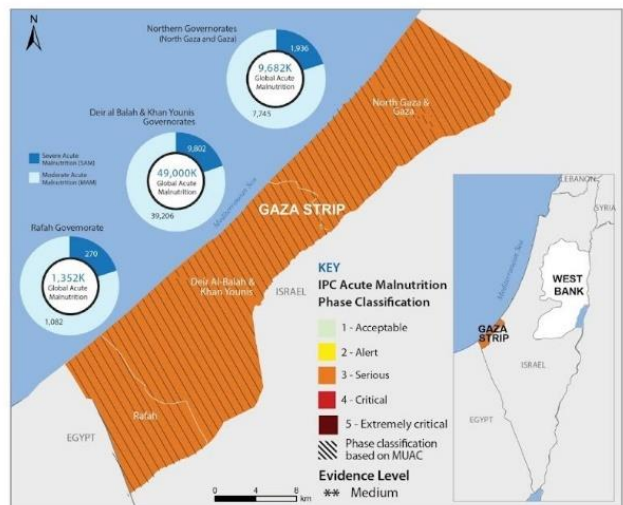 N
Northern Governorates
(North Gaza and Gaza)
1,936
9,682K
Global Acute
Malnutrition
7,745
Deir al Balah & Khan Younis
Governorates
9,802
49,000K
Global Acute
Malnutrition
39,206
Severe Acute
Malnutrition (SAM)
Moderate Acute
Malnutrition (MAM)
Rafah Governorate
270
1,352K
Global Acute
Malnutrition
1,082
North Gaza &
Gaza
Mediterranean Sea
GAZA STRIP
Deir Al-Balah &
Khan Younis
ISRAEL
Rafah
EGYPT
KEY
IPC Acute Malnutrition
Phase Classification
1 - Acceptable
2 - Alert
3 - Serious
4 - Critical
5 - Extremely critical
Phase classification
based on MUAC
Evidence Level
** Medium
0 4 8
km
LEBANON
SYRIA
Mediterranean Sea
WEST
BANK
GAZA
STRIP
ISRAEL
EGYPT
JORDAN